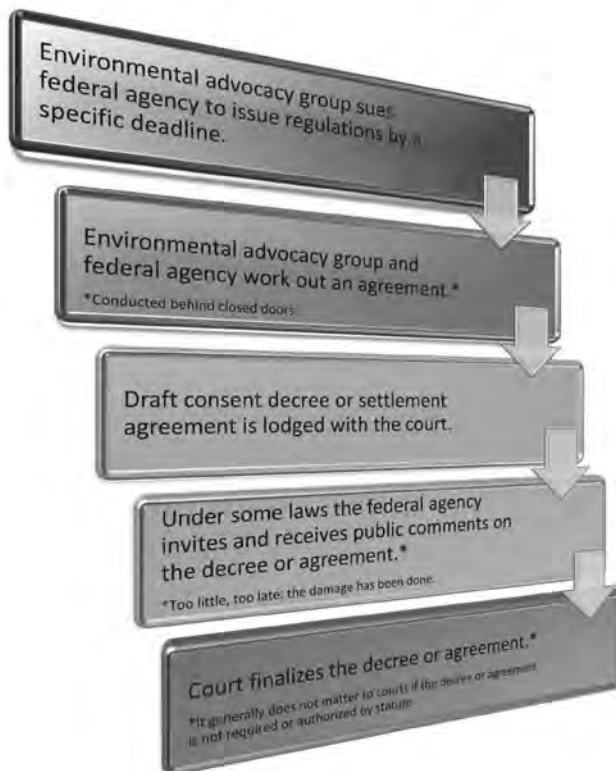 Environmental advocacy group sues
federal agency to issue regulations by a
specific deadline.
Environmental advocacy group and
federal agency work out an agreement.*
*Conducted behind closed doors.
Draft consent decree or settlement
agreement is lodged with the court.
Under some laws the federal agency
invites and receives public comments on
the decree or agreement.*
*Too little, too late; the damage has been done.
Court finalizes the decree or agreement.*
*It generally does not matter to courts if the decree or agreement
is not required or authorized by statute.